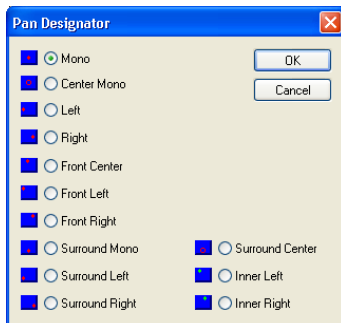 Pan Designator
Mono
OK
Center Mono
Cancel
Left
Right
Front Center
Front Left
Front Right
Surround Mono
Surround Center
Surround Left
Inner Left
Surround Right
Inner Right